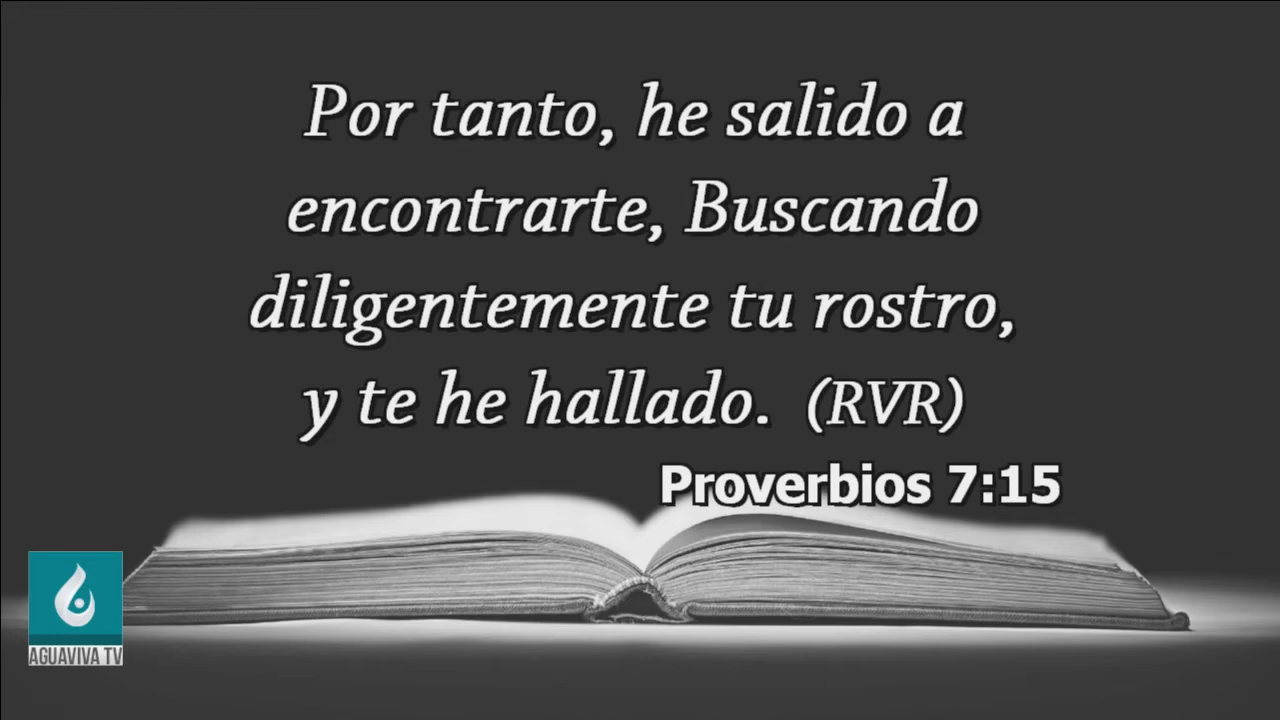 Por tanto, he salido a
encontrarte, Buscando
diligentemente tu rostro,
y te he hallado. (RVR)
Proverbios 7:15
AGUAVIVA TV